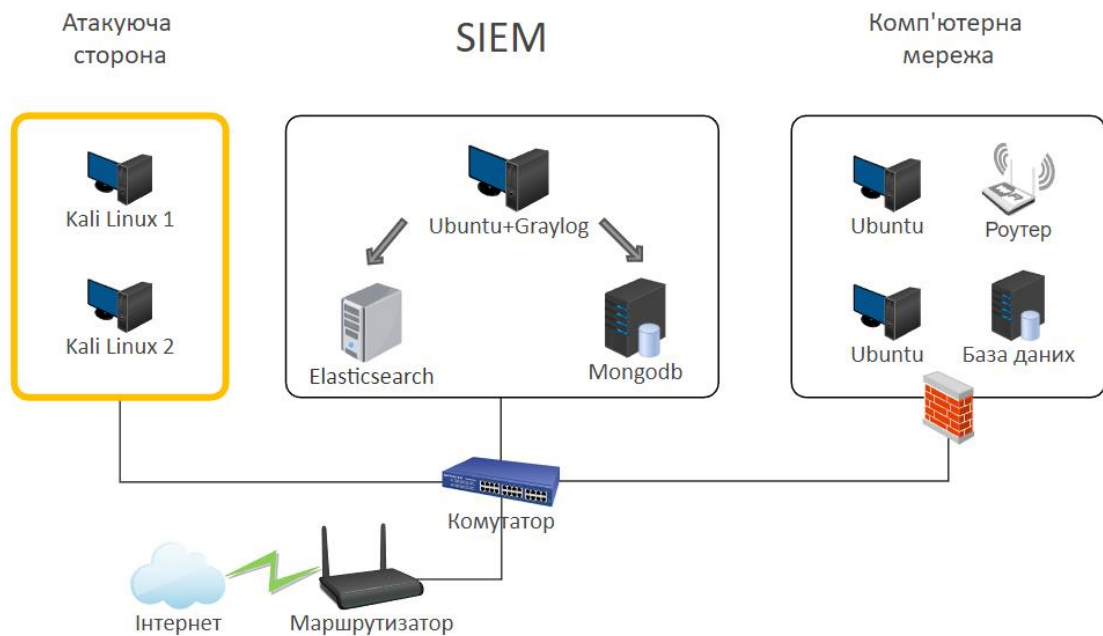 Атакуюча
сторона
SIEM
Комп'ютерна
мережа
Kali Linux 1
Ubuntu+Graylog
Ubuntu
Роутер
Kali Linux 2
Elasticsearch
Mongodb
Ubuntu
База даних
Комутатор
Інтернет
Маршрутизатор